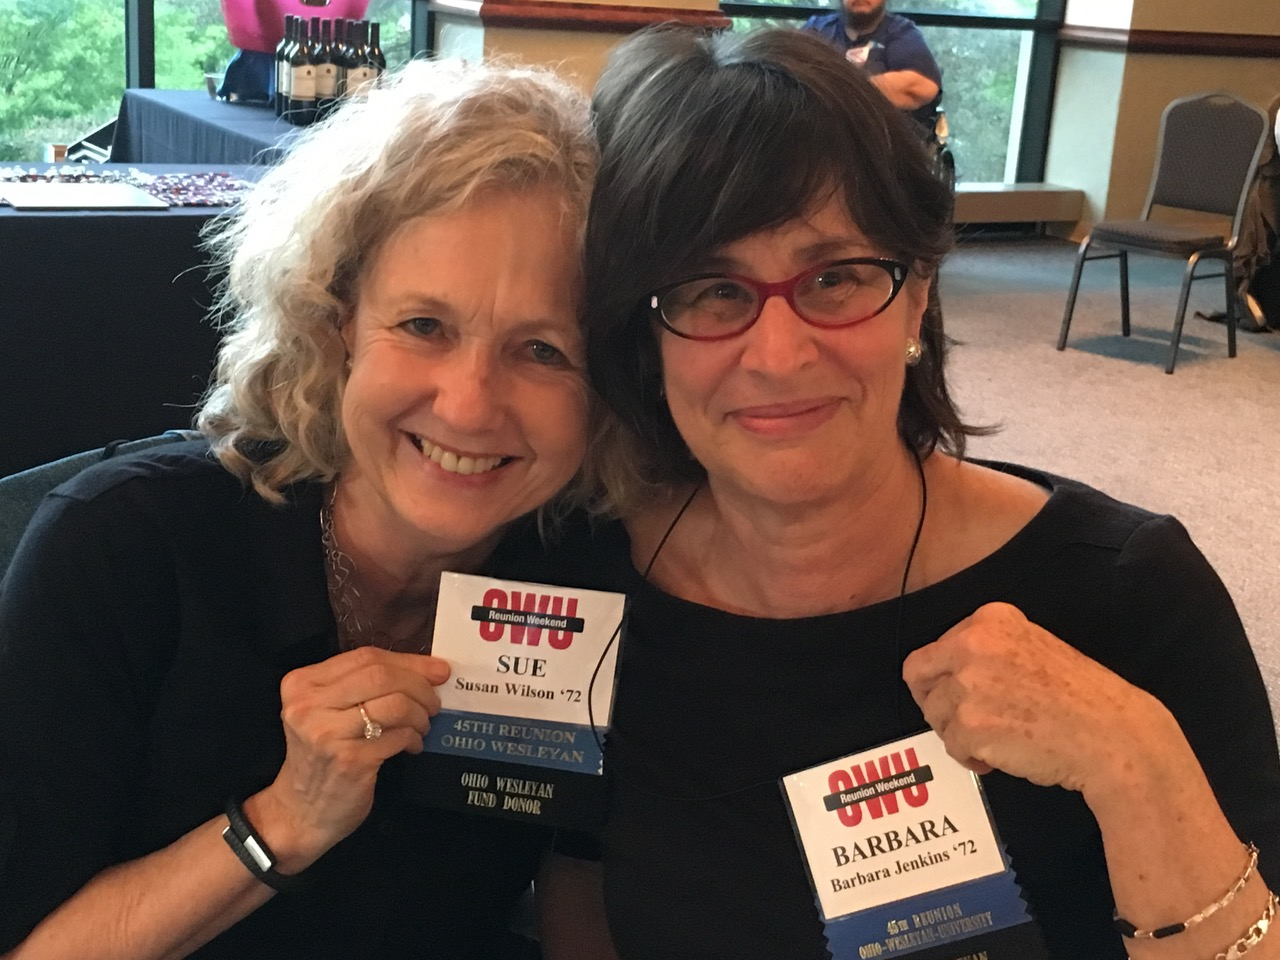 OWU
Reunion Weekend
SUE
Susan Wilson ‘72
45TH REUNION
OHIO WESLEYAN
OHIO WESLEYAN
FUND DONOR
OWU
Reunion Weekend
BARBARA
Barbara Jenkins ‘72
45TH REUNION
OHIO-WESLEYAN-UNIVERSITY